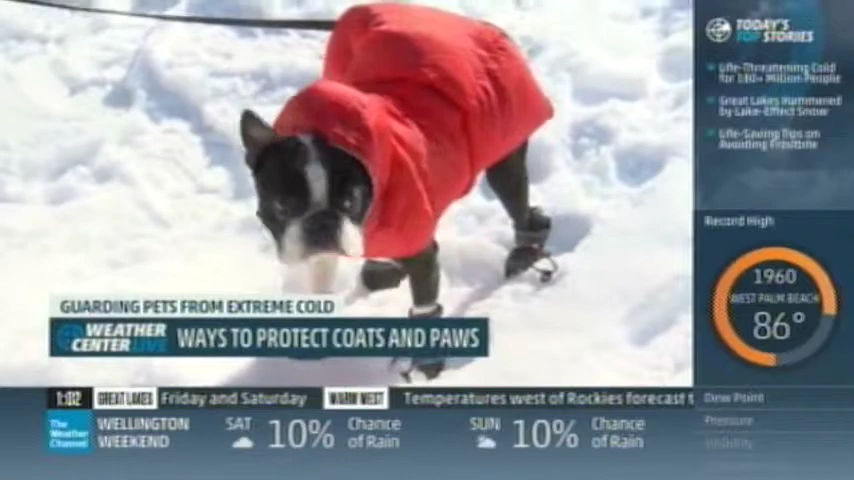 TODAY'S
TOP STORIES
Life-Threatening Cold
for 180+ Million People
Great Lakes Hammered
by Lake-Effect Snow
Life-Saving Tips on
Avoiding Frostbite
Record High
1960
WEST PALM BEACH
86°
GUARDING PETS FROM EXTREME COLD
WEATHER
CENTER LIVE
WAYS TO PROTECT COATS AND PAWS
1:02 GREAT LAKES Friday and Saturday WARM WEST Temperatures west of Rockies forecast t
Dew Point
Pressure
Visibility
The
Weather
Channel
WELLINGTON
WEEKEND
SAT 10% Chance
of Rain
SUN 10% Chance
of Rain